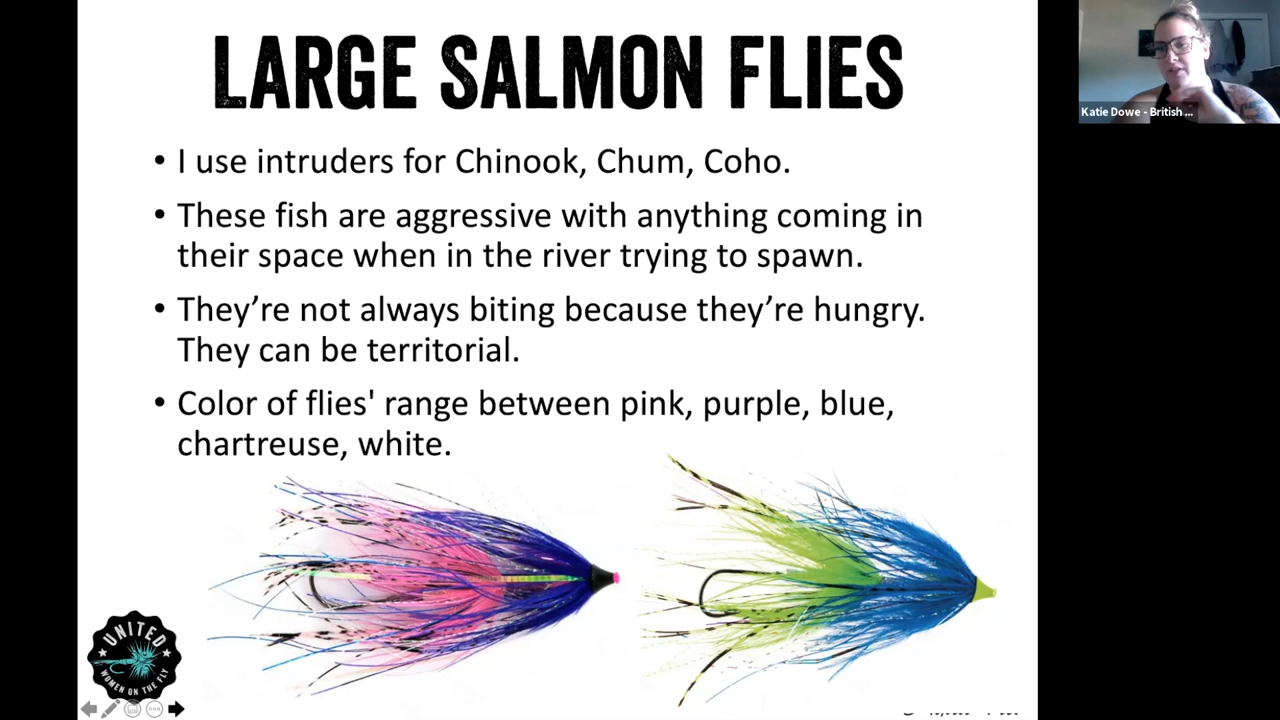 LARGE SALMON FLIES
• I use intruders for Chinook, Chum, Coho.
• These fish are aggressive with anything coming in
their space when in the river trying to spawn.
• They’re not always biting because they’re hungry.
They can be territorial.
• Color of flies' range between pink, purple, blue,
chartreuse, white.
Katie Dowe - British ...
UNITED
WOMEN ON THE FLY